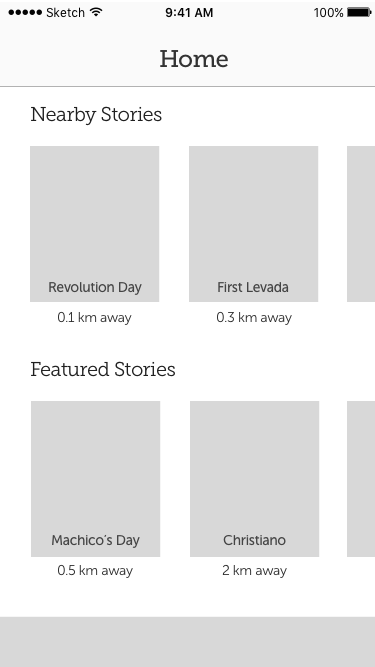 Sketch 9:41 AM 100%
Home
Nearby Stories
Revolution Day First Levada
0.1 km away 0.3 km away
Featured Stories
Machico's Day Christiano
0.5 km away 2 km away